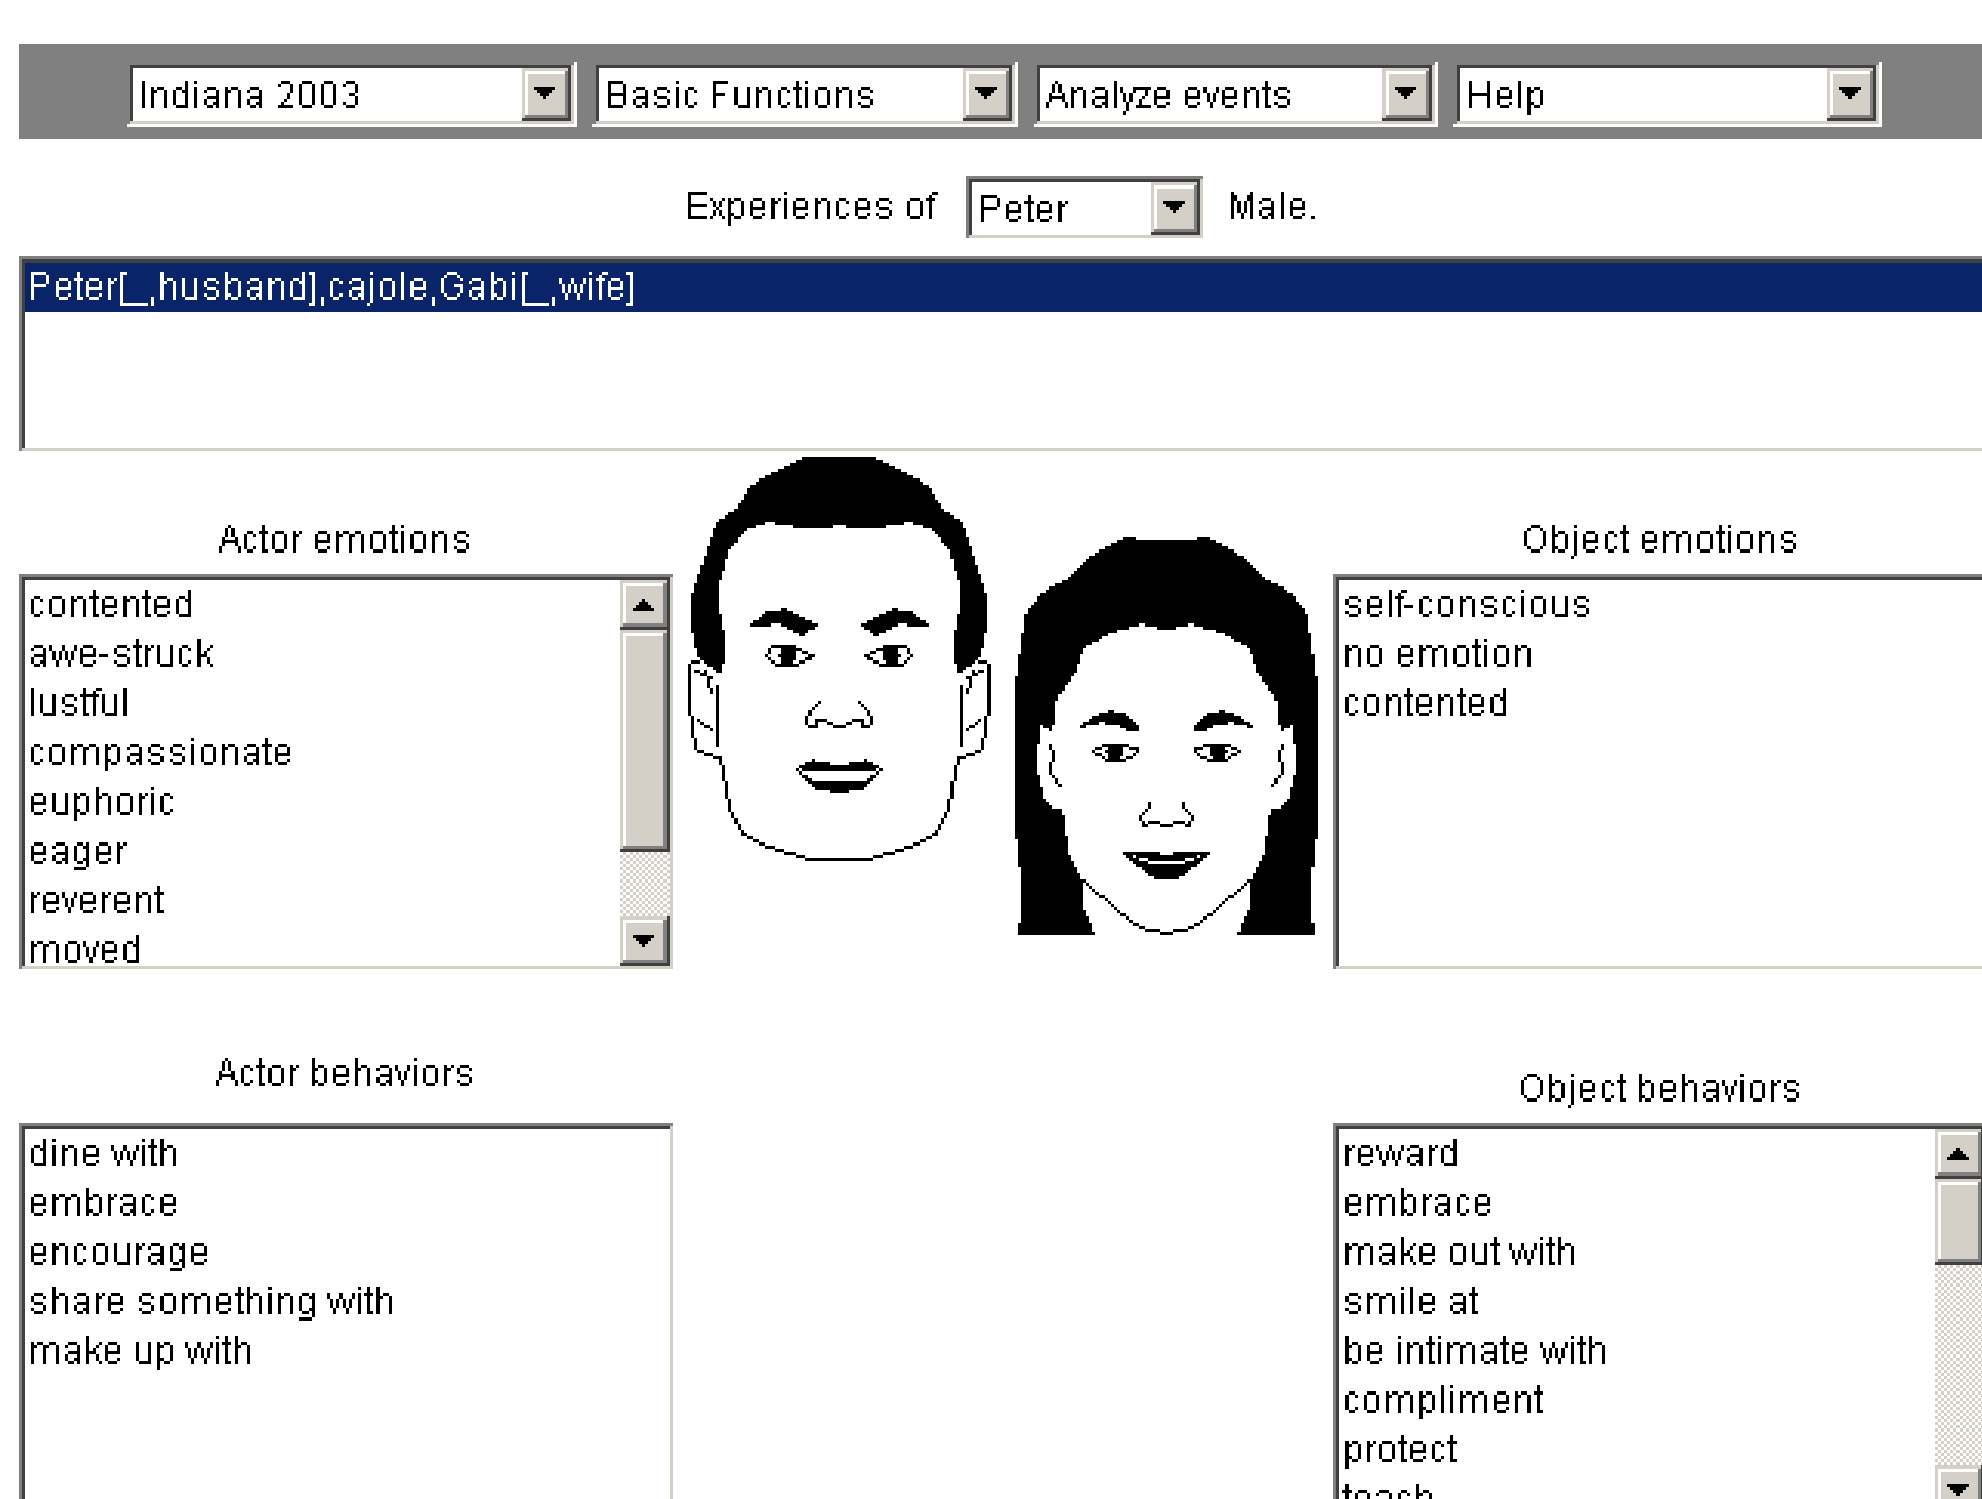 Indiana 2003 Basic Functions Analyze events Help
Experiences of Peter Male.
Peter[_,husband],cajole,Gabi[_,wife]
Actor emotions
contented
awe-struck
lustful
compassionate
euphoric
eager
reverent
moved
Object emotions
self-conscious
no emotion
contented
Actor behaviors
dine with
embrace
encourage
share something with
make up with
Object behaviors
reward
embrace
make out with
smile at
be intimate with
compliment
protect